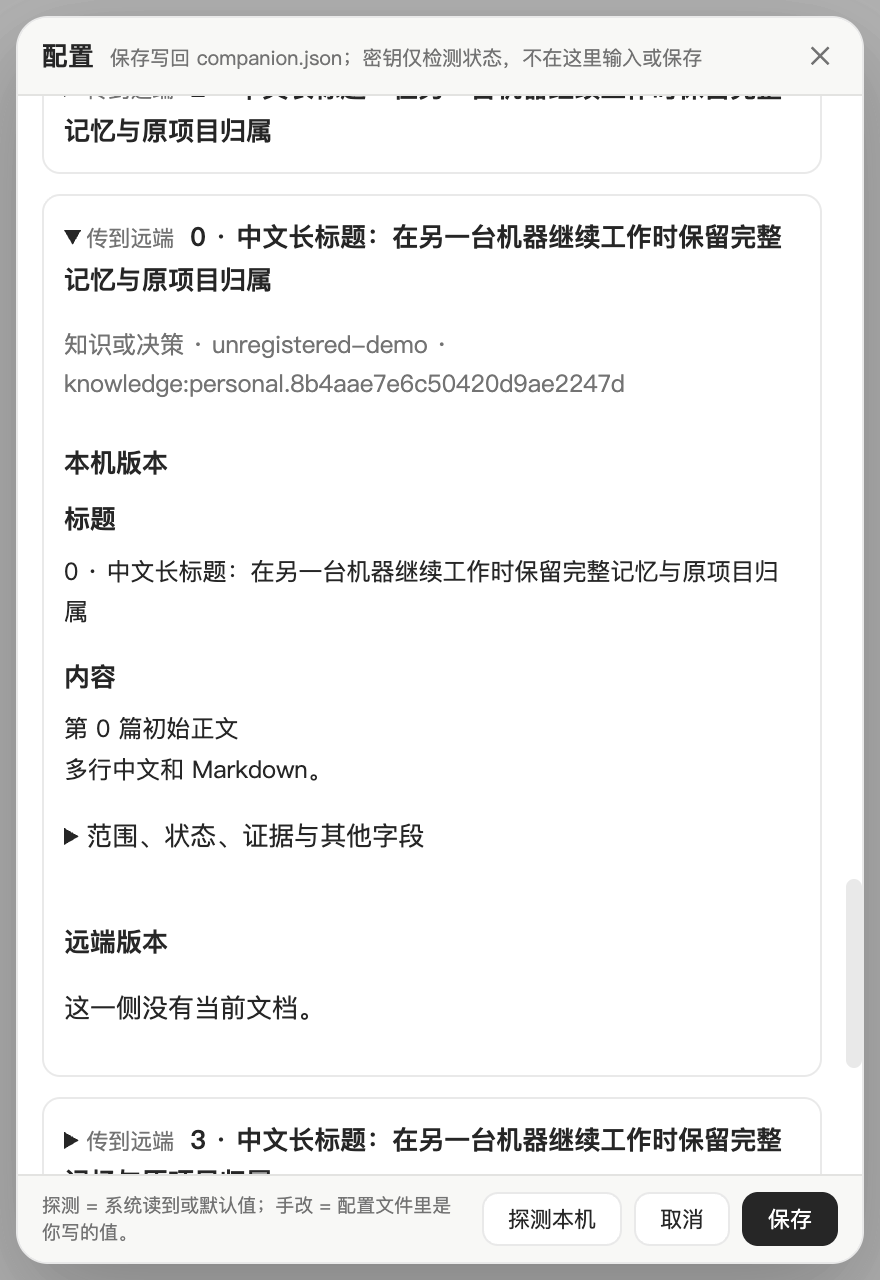 配置 保存写回 companion.json；密钥仅检测状态，不在这里输入或保存
记忆与原项目归属
传到远端 0 · 中文长标题：在另一台机器继续工作时保留完整
记忆与原项目归属
知识或决策 · unregistered-demo ·
knowledge:personal.8b4aae7e6c50420d9ae2247d
本机版本
标题
0 · 中文长标题：在另一台机器继续工作时保留完整记忆与原项目归
属
内容
第 0 篇初始正文
多行中文和 Markdown。
范围、状态、证据与其他字段
远端版本
这一侧没有当前文档。
传到远端 3 · 中文长标题：在另一台机器继续工作时保留完整
探测 = 系统读到或默认值；手改 = 配置文件里是
你写的值。
探测本机 取消 保存